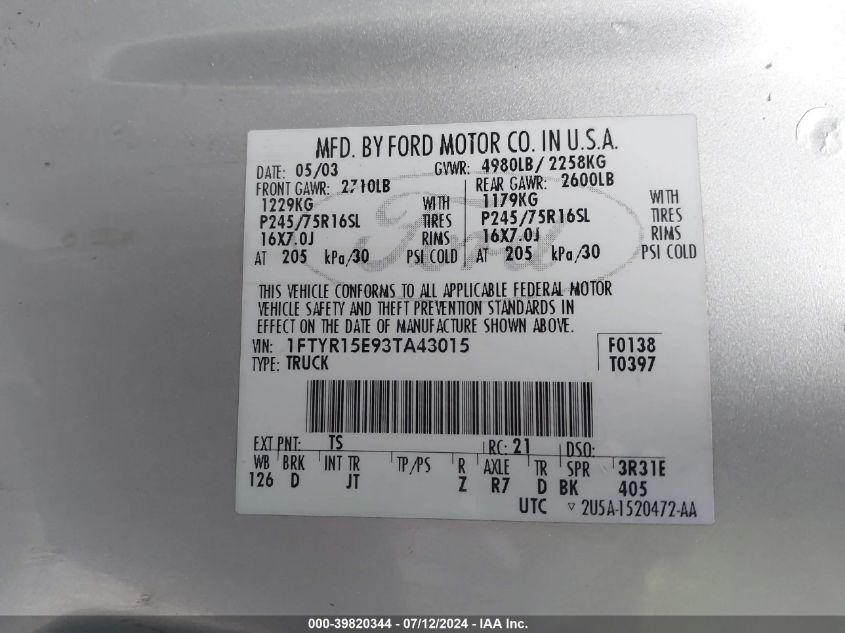 MFD. BY FORD MOTOR CO. IN U.S.A.
DATE: 05/03 GVWR: 4980LB/ 2258KG
FRONT GAWR: 2710LB REAR GAWR: 2600LB
1229KG WITH 1179KG WITH
P245/75R16SL TIRES P245/75R16SL TIRES
16X7.0J RIMS 16X7.0J RIMS
AT 205 kPa/30 PSI COLD AT 205 kPa/30 PSI COLD
Ford
THIS VEHICLE CONFORMS TO ALL APPLICABLE FEDERAL MOTOR
VEHICLE SAFETY AND THEFT PREVENTION STANDARDS IN
EFFECT ON THE DATE OF MANUFACTURE SHOWN ABOVE.
VIN: 1FTYR15E93TA43015 F0138
TYPE: TRUCK T0397
EXT PNT: TS RC: 21 DSO:
WB BRK INT TR TP/PS R AXLE TR SPR 3R31E
126 D JT Z R7 D BK 405
UTC ▽ 2U5A-1520472-AA
000-39820344 / 07/12/2024 - IAA Inc.